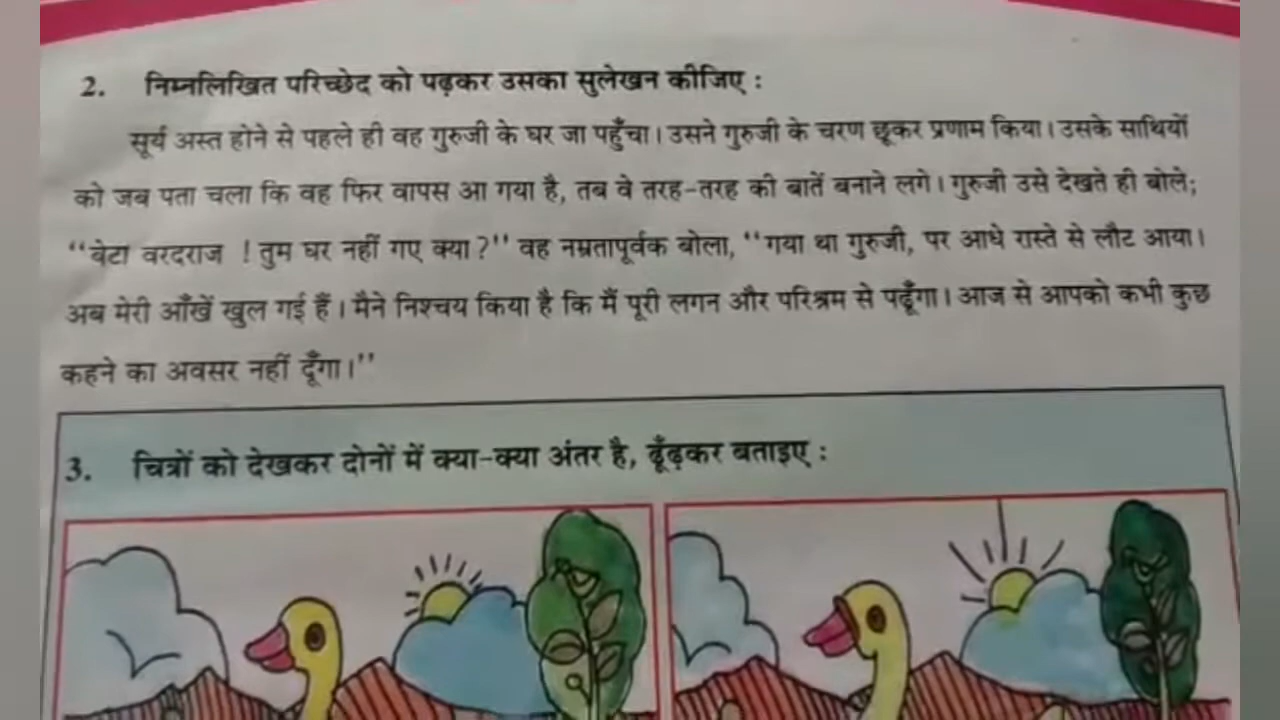 2. निम्नलिखित परिच्छेद को पढ़कर उसका सुलेखन कीजिए :
सूर्य अस्त होने से पहले ही वह गुरुजी के घर जा पहुँचा। उसने गुरुजी के चरण छूकर प्रणाम किया। उसके साथियों
को जब पता चला कि वह फिर वापस आ गया है, तब वे तरह-तरह की बातें बनाने लगे। गुरुजी उसे देखते ही बोले;
“बेटा वरदराज ! तुम घर नहीं गए क्या?” वह नम्रतापूर्वक बोला, “गया था गुरुजी, पर आधे रास्ते से लौट आया।
अब मेरी आँखें खुल गई हैं। मैंने निश्चय किया है कि मैं पूरी लगन और परिश्रम से पढूँगा। आज से आपको कभी कुछ
कहने का अवसर नहीं दूँगा।”
3. चित्रों को देखकर दोनों में क्या-क्या अंतर है, ढूँढ़कर बताइए :